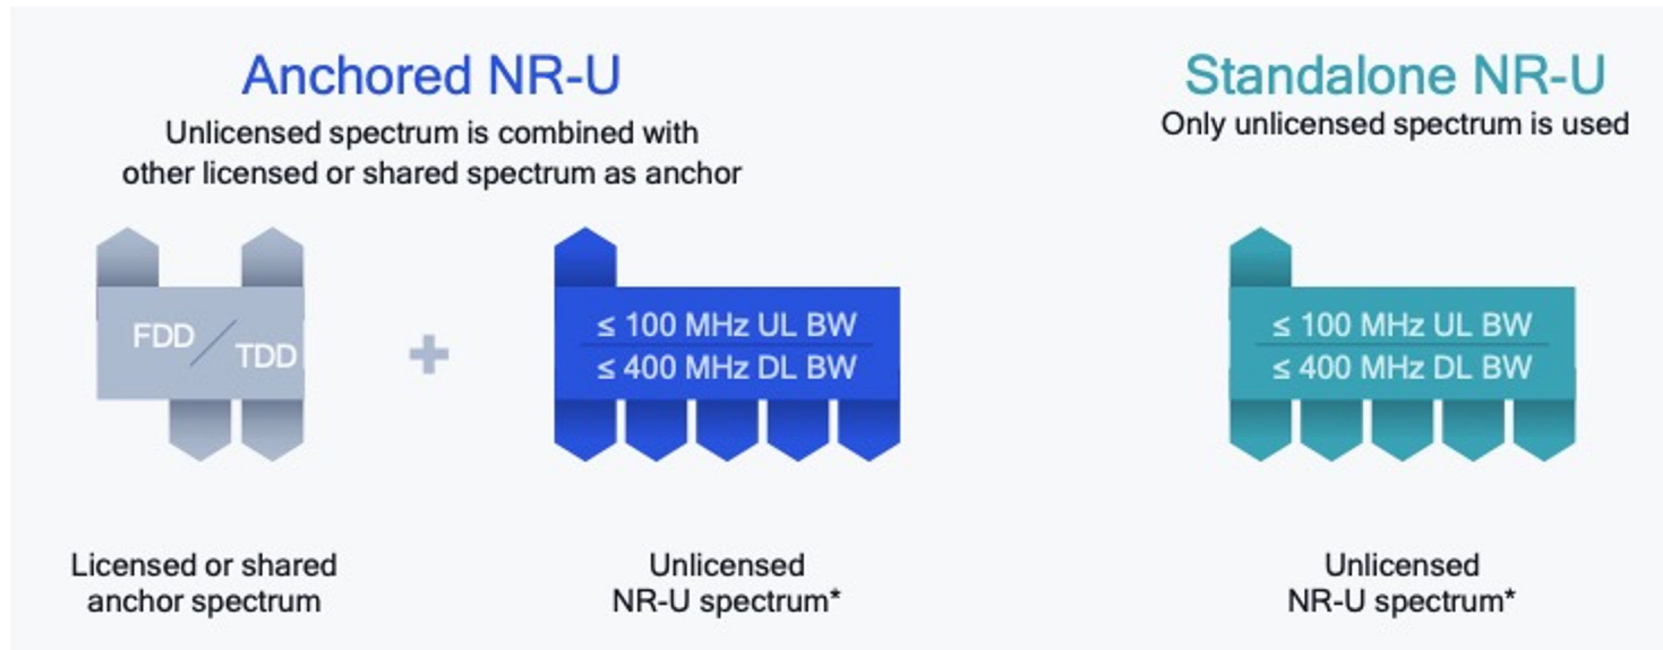 Anchored NR-U
Unlicensed spectrum is combined with
other licensed or shared spectrum as anchor
FDD
TDD
+
≤ 100 MHz UL BW
≤ 400 MHz DL BW
Licensed or shared
anchor spectrum
Unlicensed
NR-U spectrum*
Standalone NR-U
Only unlicensed spectrum is used
≤ 100 MHz UL BW
≤ 400 MHz DL BW
Unlicensed
NR-U spectrum*